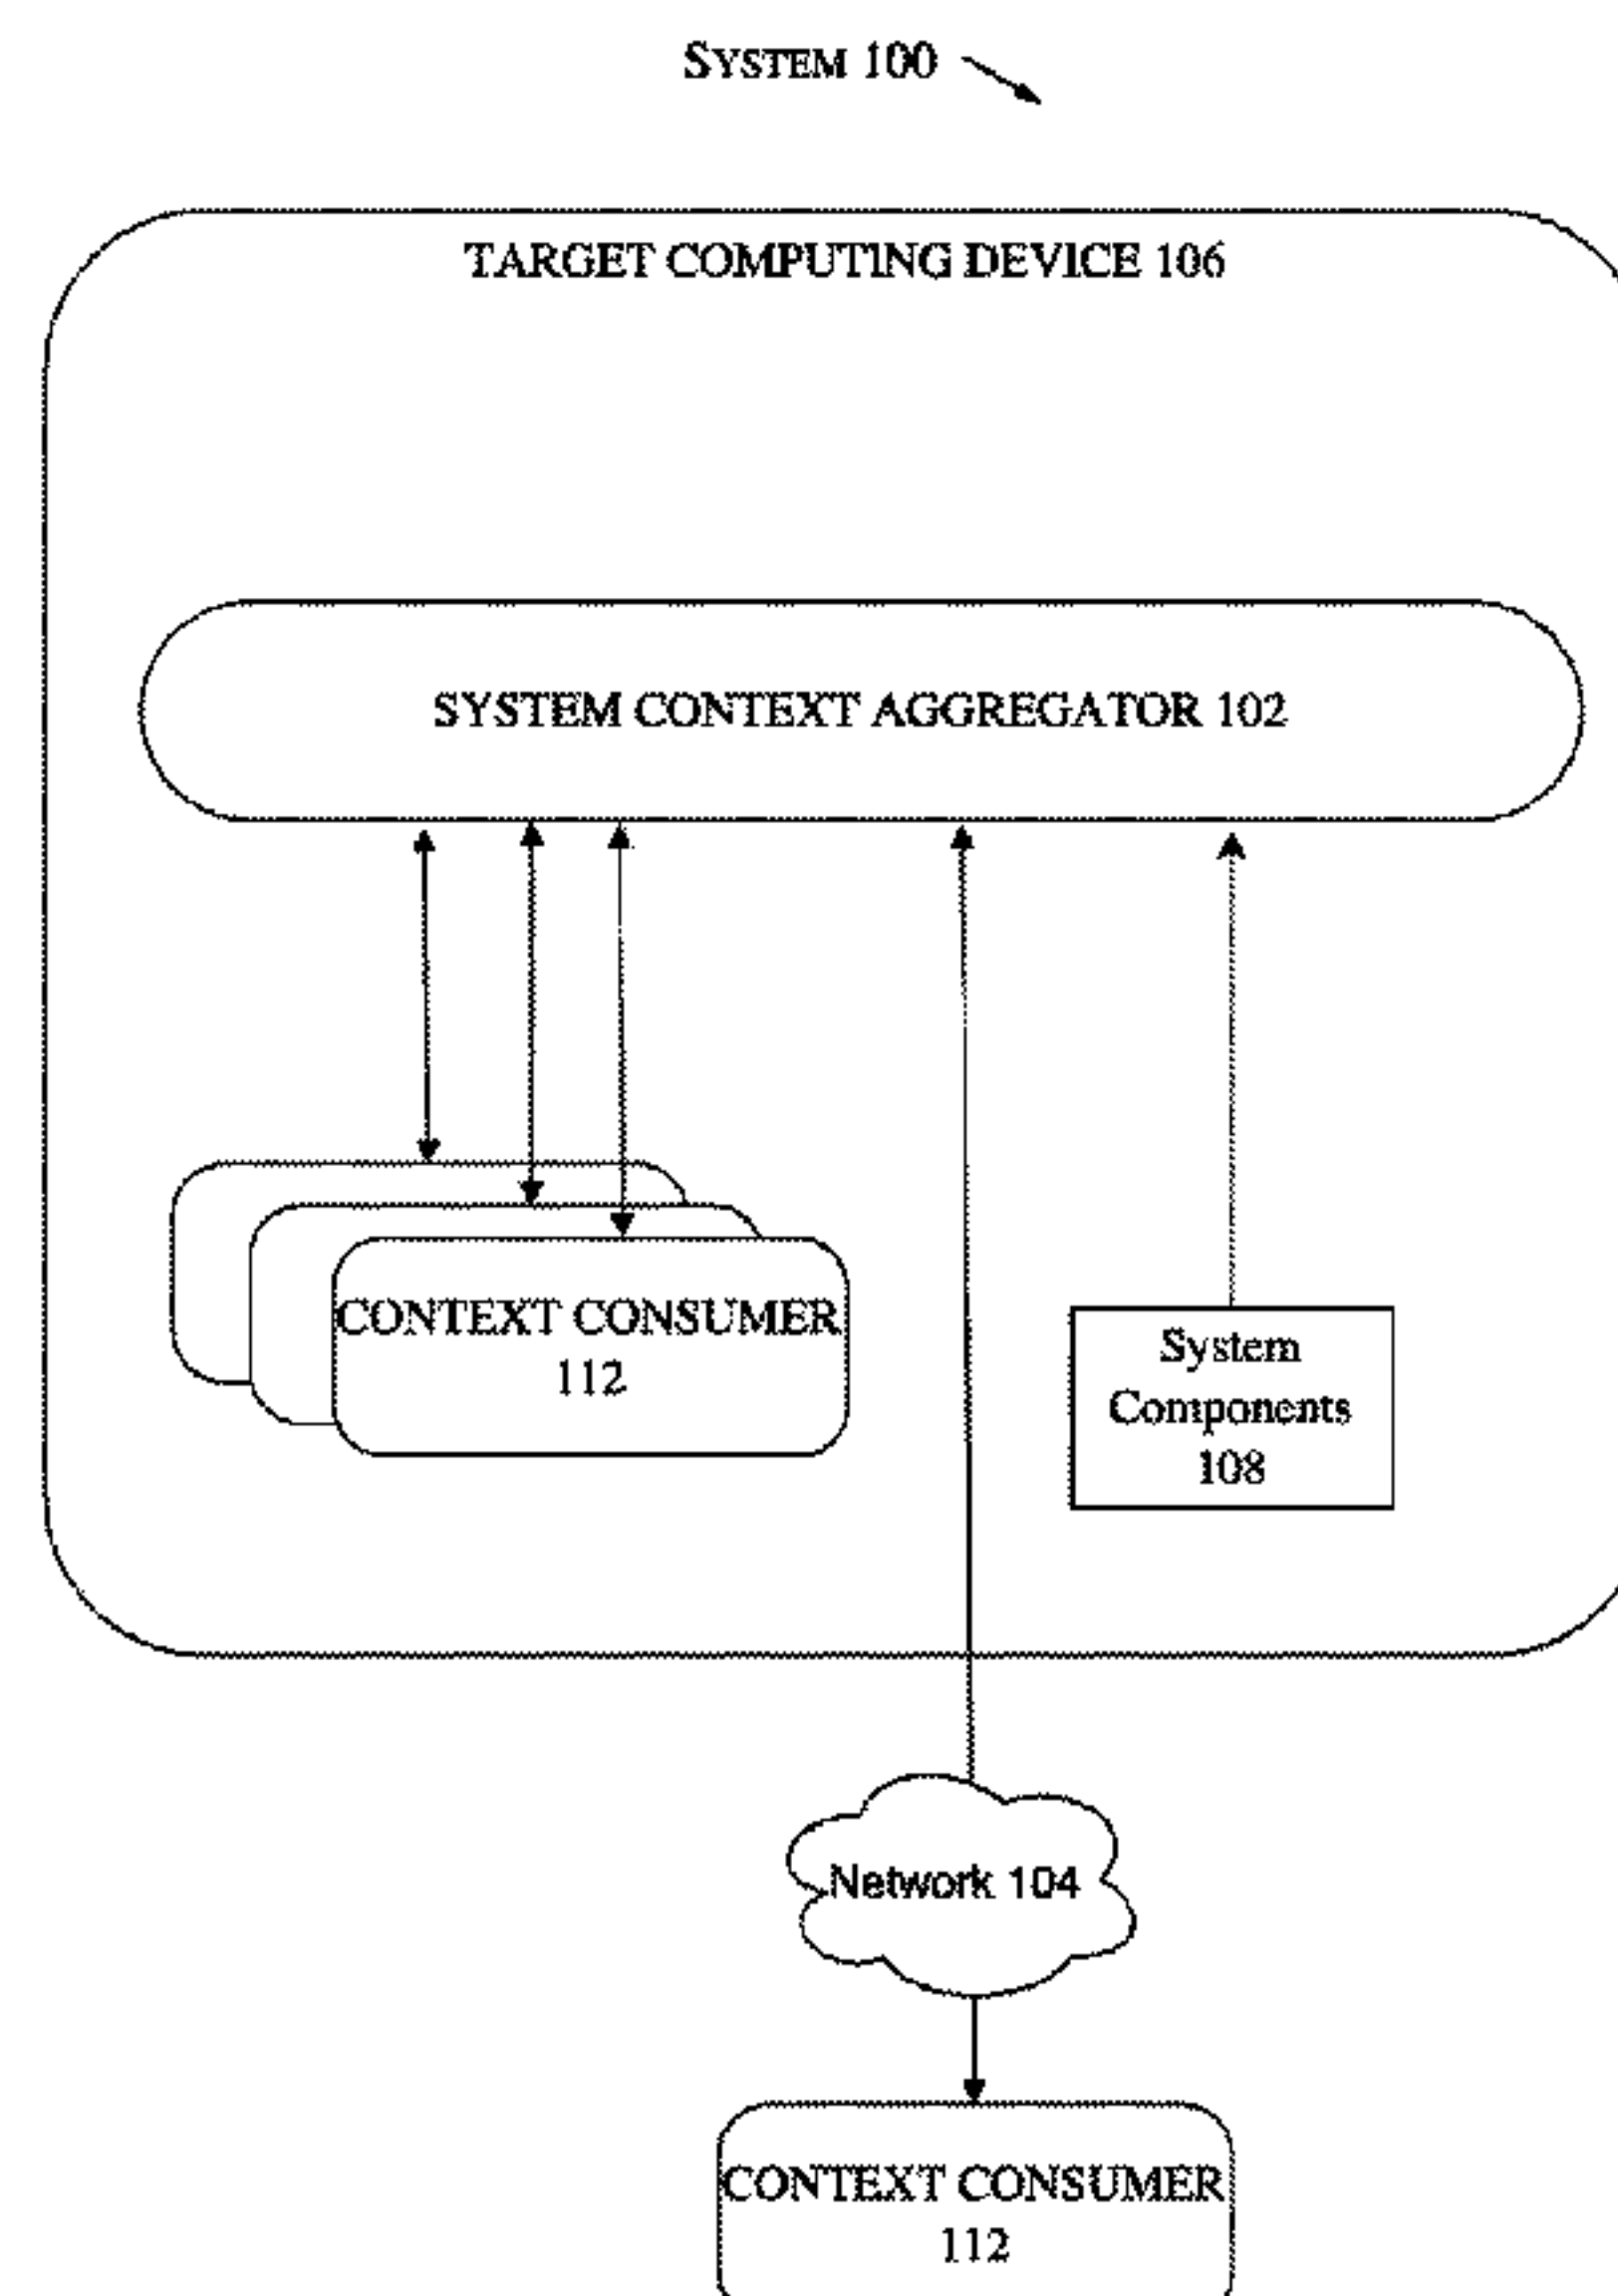 SYSTEM 100
TARGET COMPUTING DEVICE 106
SYSTEM CONTEXT AGGREGATOR 102
CONTEXT CONSUMER
112
System
Components
108
Network 104
CONTEXT CONSUMER
112